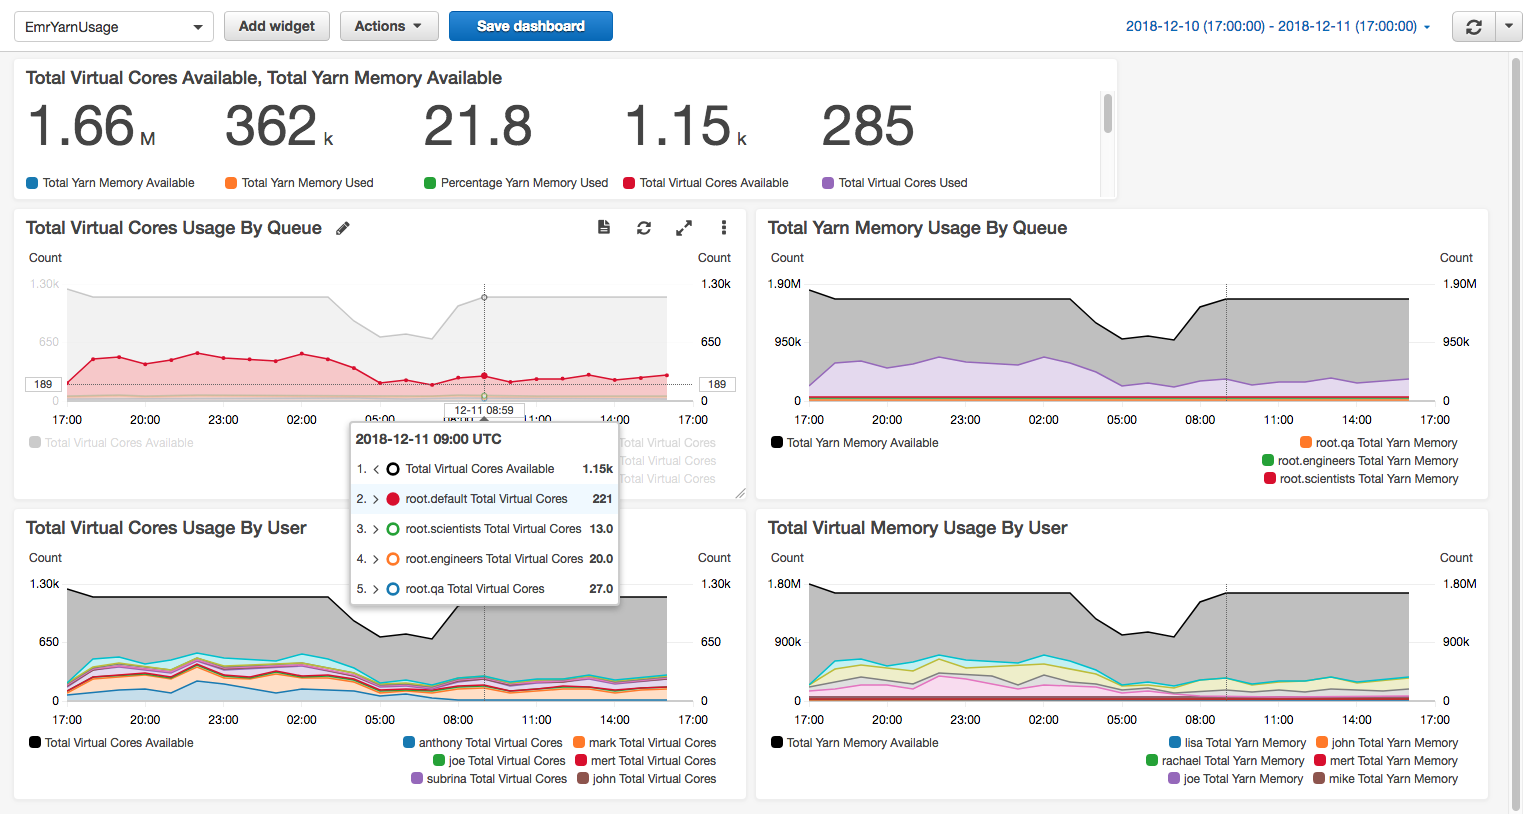 EmrYarnUsage Add widget Actions Save dashboard 2018-12-10 (17:00:00) - 2018-12-11 (17:00:00)
Total Virtual Cores Available, Total Yarn Memory Available
1.66 M 362 k 21.8 1.15 k 285
Total Yarn Memory Available Total Yarn Memory Used Percentage Yarn Memory Used Total Virtual Cores Available Total Virtual Cores Used
Total Virtual Cores Usage By Queue
Count Count
1.30k 1.30k
650 650
189 189
0 0
12-11 08:59
17:00 20:00 23:00 02:00 05:00 08:00 11:00 14:00 17:00
Total Virtual Cores Available Total Virtual Cores
Total Virtual Cores
Total Virtual Cores
2018-12-11 09:00 UTC
1. Total Virtual Cores Available 1.15k
2. root.default Total Virtual Cores 221
3. root.scientists Total Virtual Cores 13.0
4. root.engineers Total Virtual Cores 20.0
5. root.qa Total Virtual Cores 27.0
Total Yarn Memory Usage By Queue
Count Count
1.90M 1.90M
950k 950k
0 0
17:00 20:00 23:00 02:00 05:00 08:00 11:00 14:00 17:00
Total Yarn Memory Available root.qa Total Yarn Memory
root.engineers Total Yarn Memory
root.scientists Total Yarn Memory
Total Virtual Cores Usage By User
Count Count
1.30k 1.30k
650 650
0 0
17:00 20:00 23:00 02:00 05:00 08:00 11:00 14:00 17:00
Total Virtual Cores Available anthony Total Virtual Cores mark Total Virtual Cores
joe Total Virtual Cores mert Total Virtual Cores
subrina Total Virtual Cores john Total Virtual Cores
Total Virtual Memory Usage By User
Count Count
1.80M 1.80M
900k 900k
0 0
17:00 20:00 23:00 02:00 05:00 08:00 11:00 14:00 17:00
Total Yarn Memory Available lisa Total Yarn Memory john Total Yarn Memory
rachael Total Yarn Memory mert Total Yarn Memory
joe Total Yarn Memory mike Total Yarn Memory